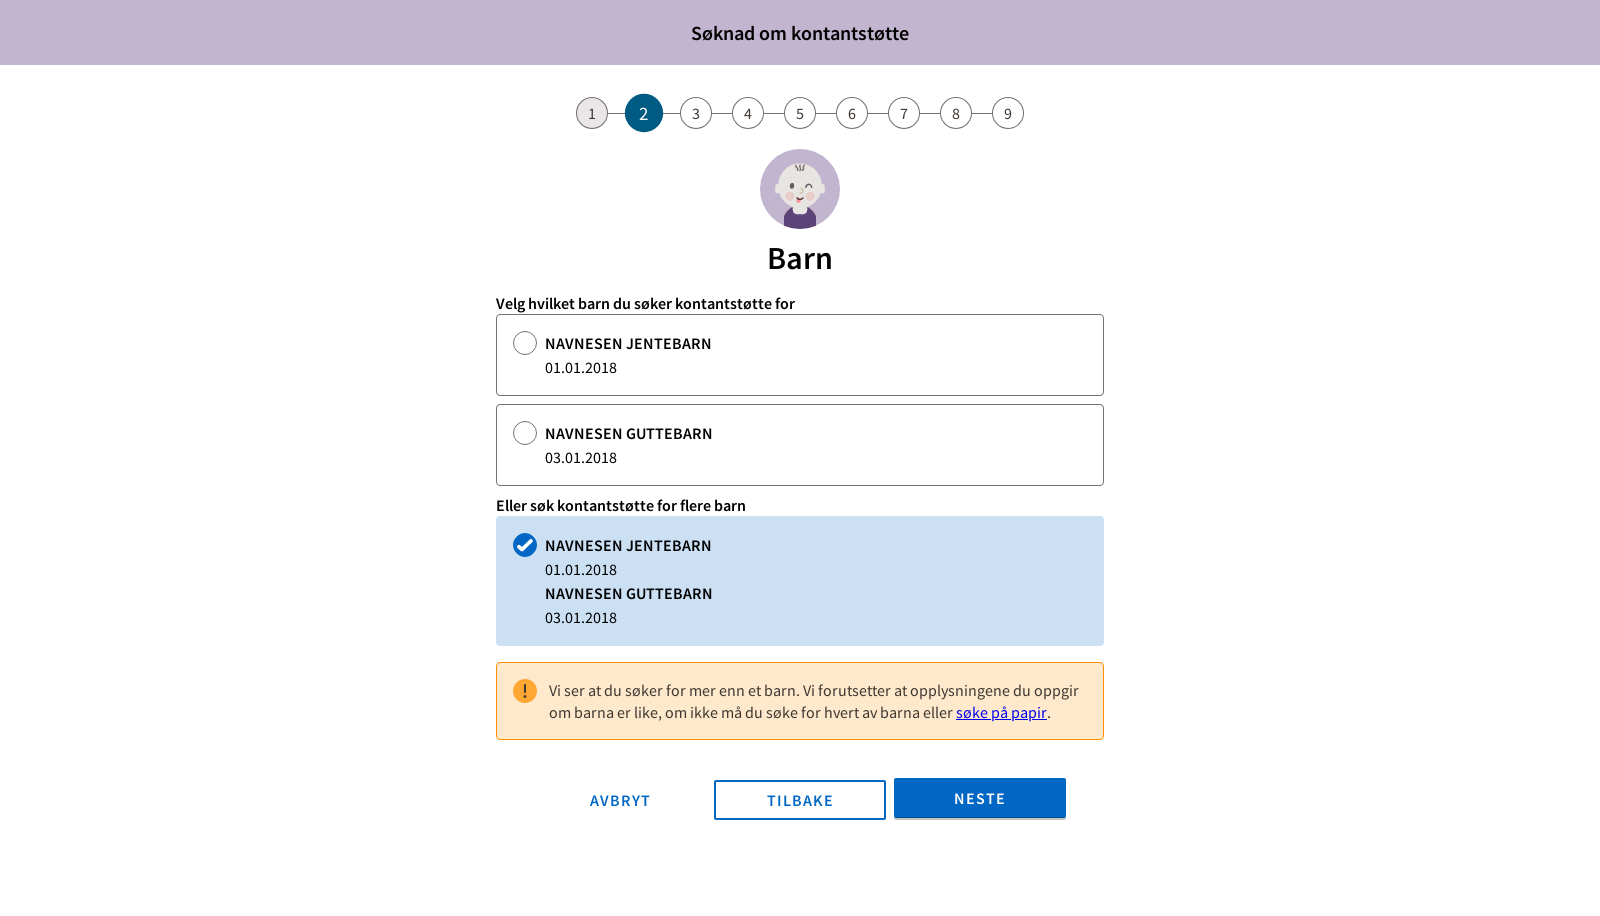 Søknad om kontantstøtte
1 2 3 4 5 6 7 8 9
Barn
Velg hvilket barn du søker kontantstøtte for
NAVNESEN JENTEBARN
01.01.2018
NAVNESEN GUTTEBARN
03.01.2018
Eller søk kontantstøtte for flere barn
NAVNESEN JENTEBARN
01.01.2018
NAVNESEN GUTTEBARN
03.01.2018
Vi ser at du søker for mer enn et barn. Vi forutsetter at opplysningene du oppgir
om barna er like, om ikke må du søke for hvert av barna eller søke på papir.
AVBRYT TILBAKE NESTE